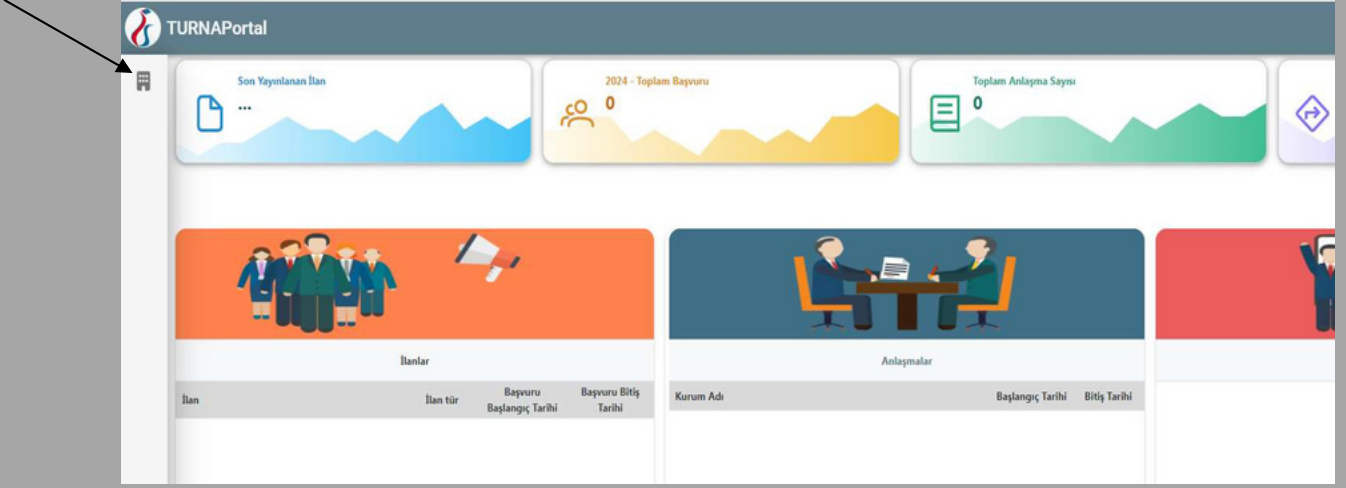 TURNAPortal
Son Yayınlanan İlan
...
2024 - Toplam Başvuru
0
Toplam Anlaşma Sayısı
0
İlanlar
Anlaşmalar
İlan
İlan tür
Başvuru
Başlangıç Tarihi
Başvuru Bitiş
Tarihi
Kurum Adı
Başlangıç Tarihi
Bitiş Tarihi